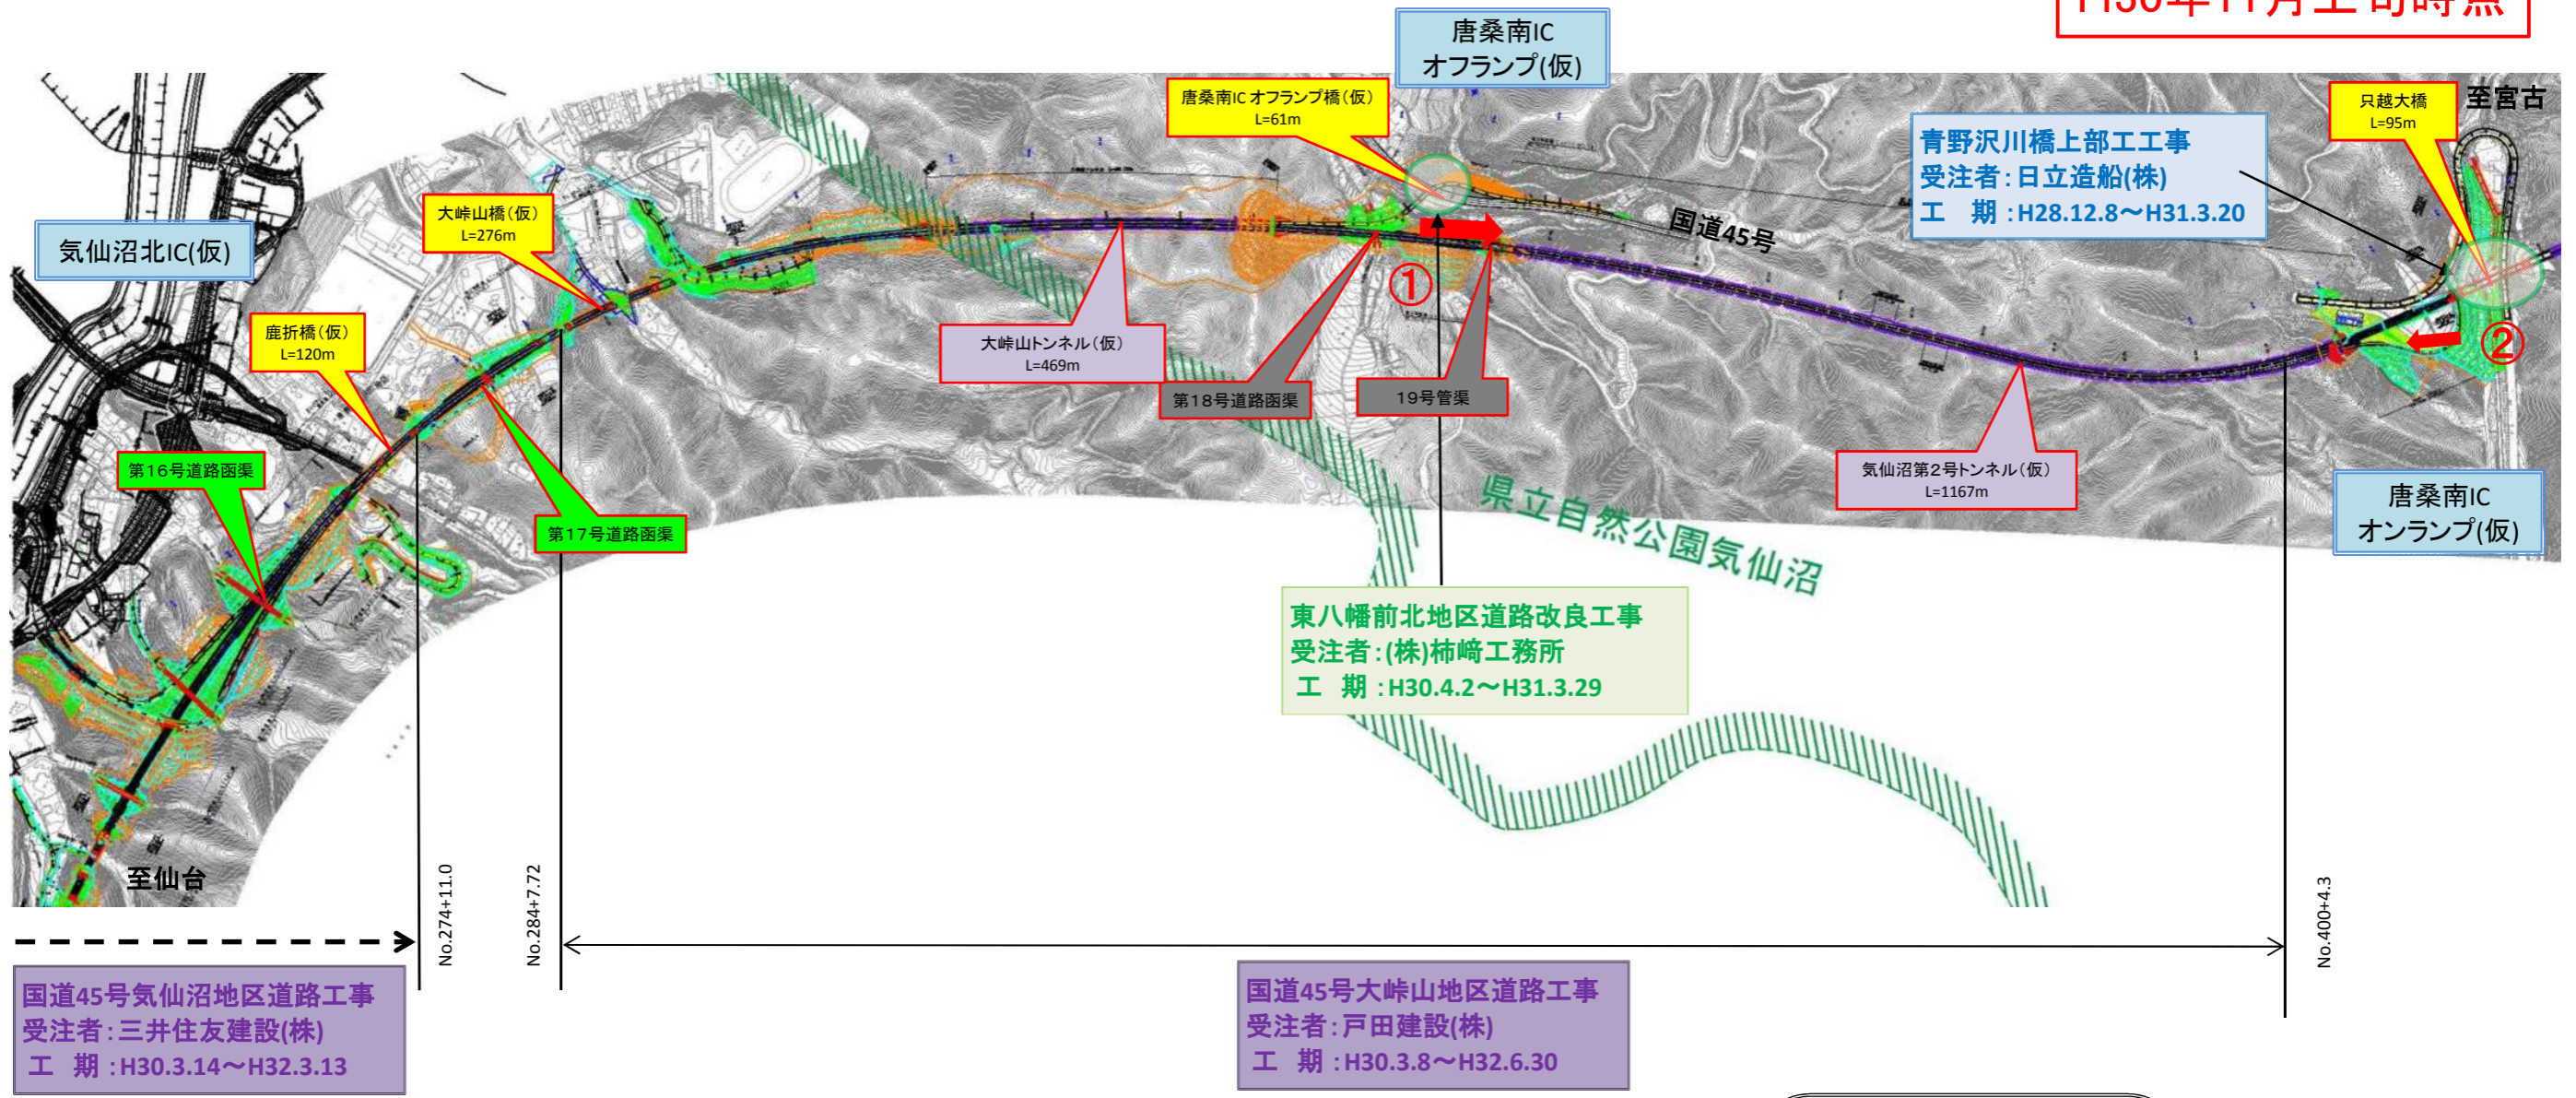 H30年11月上旬時点
唐桑南IC
オフランプ(仮)
唐桑南IC オフランプ橋（仮）
L=61m
只越大橋
L=95m
至宮古
青野沢川橋上部工工事
受注者：日立造船(株)
工　期：H28.12.8～H31.3.20
気仙沼北IC(仮)
大峠山橋（仮）
L=276m
国道45号
鹿折橋（仮）
L=120m
①
②
大峠山トンネル（仮）
L=469m
第18号道路函渠
19号管渠
第16号道路函渠
第17号道路函渠
気仙沼第2号トンネル（仮）
L=1167m
唐桑南IC
オンランプ(仮)
県立自然公園気仙沼
東八幡前北地区道路改良工事
受注者：(株)柿﨑工務所
工　期：H30.4.2～H31.3.29
至仙台
No.274+11.0
No.284+7.72
No.400+4.3
国道45号気仙沼地区道路工事
受注者：三井住友建設(株)
工　期：H30.3.14～H32.3.13
国道45号大峠山地区道路工事
受注者：戸田建設(株)
工　期：H30.3.8～H32.6.30